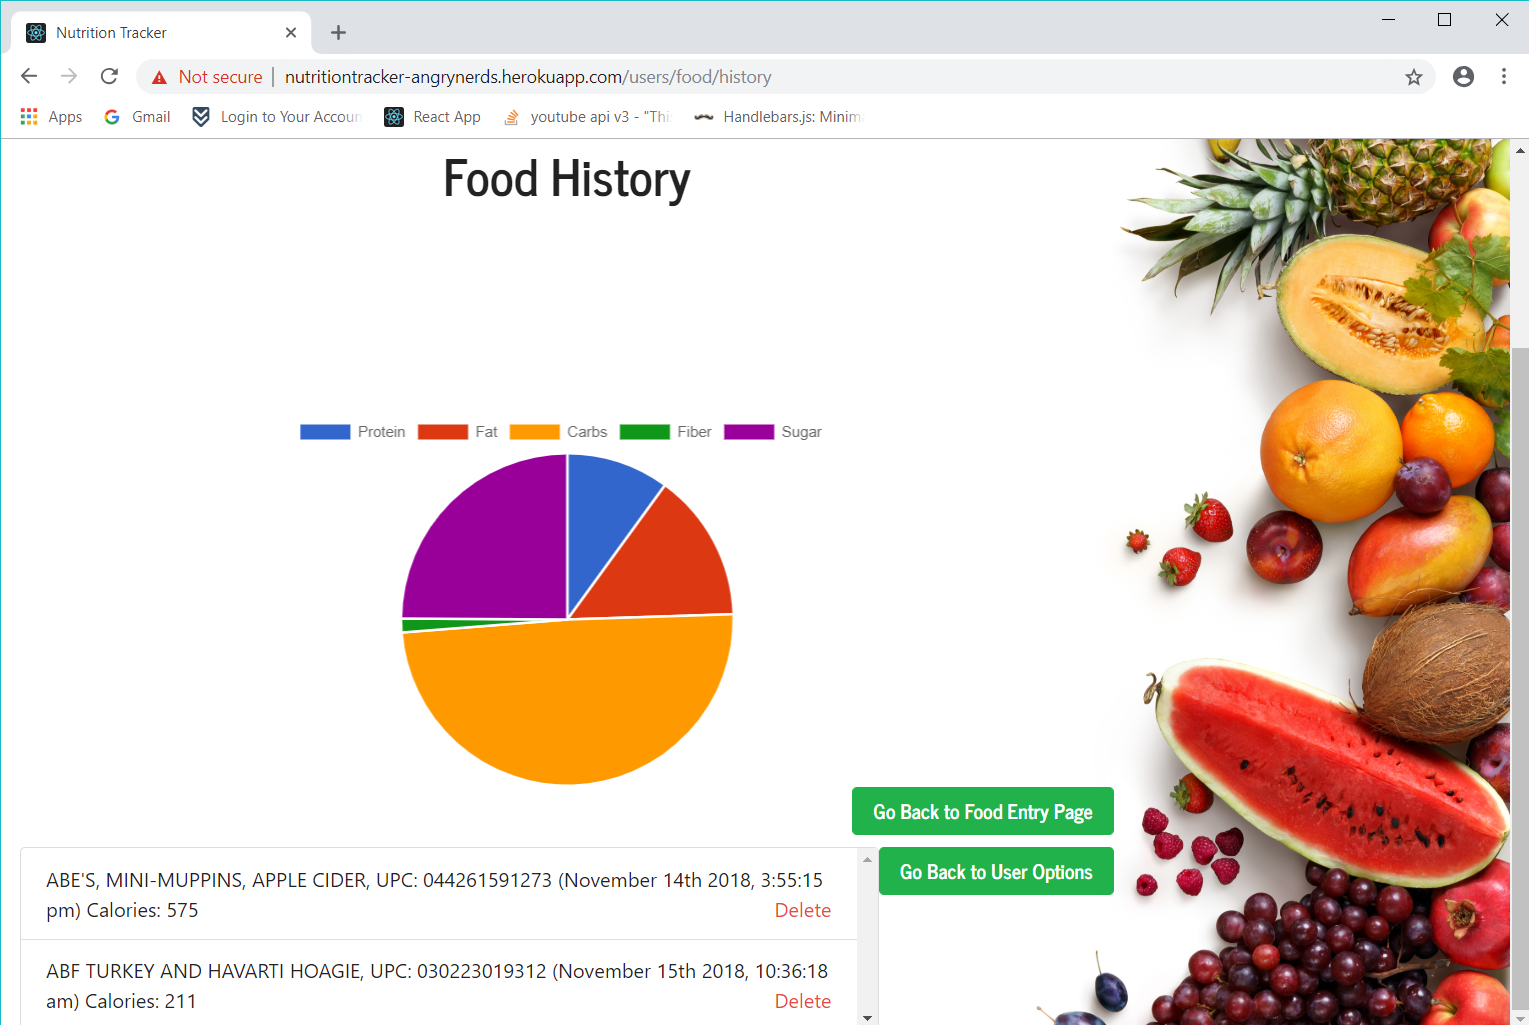 Nutrition Tracker
Not secure | nutritiontracker-angrynerds.herokuapp.com/users/food/history
Apps Gmail Login to Your Accoun React App youtube api v3 - "This Handlebars.js: Minim
Food History
Protein Fat Carbs Fiber Sugar
Go Back to Food Entry Page
Go Back to User Options
ABE'S, MINI-MUPPINS, APPLE CIDER, UPC: 044261591273 (November 14th 2018, 3:55:15
pm) Calories: 575 Delete
ABF TURKEY AND HAVARTI HOAGIE, UPC: 030223019312 (November 15th 2018, 10:36:18
am) Calories: 211 Delete